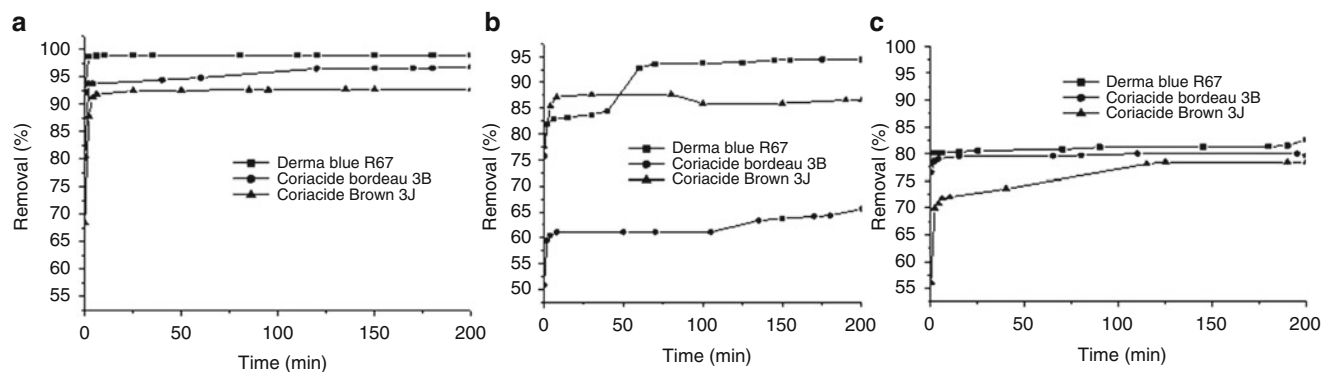 a
100
95
90
85
80
75
70
65
60
55
Removal (%)
0
50
100
150
200
Time (min)
Derma blue R67
Coriacide bordeau 3B
Coriacide Brown 3J
b
95
90
85
80
75
70
65
60
55
50
Removal (%)
0
50
100
150
200
Time (min)
Derma blue R67
Coriacide bordeau 3B
Coriacide Brown 3J
c
100
95
90
85
80
75
70
65
60
55
Removal (%)
0
50
100
150
200
Time (min)
Derma blue R67
Coriacide bordeau 3B
Coriacide Brown 3J